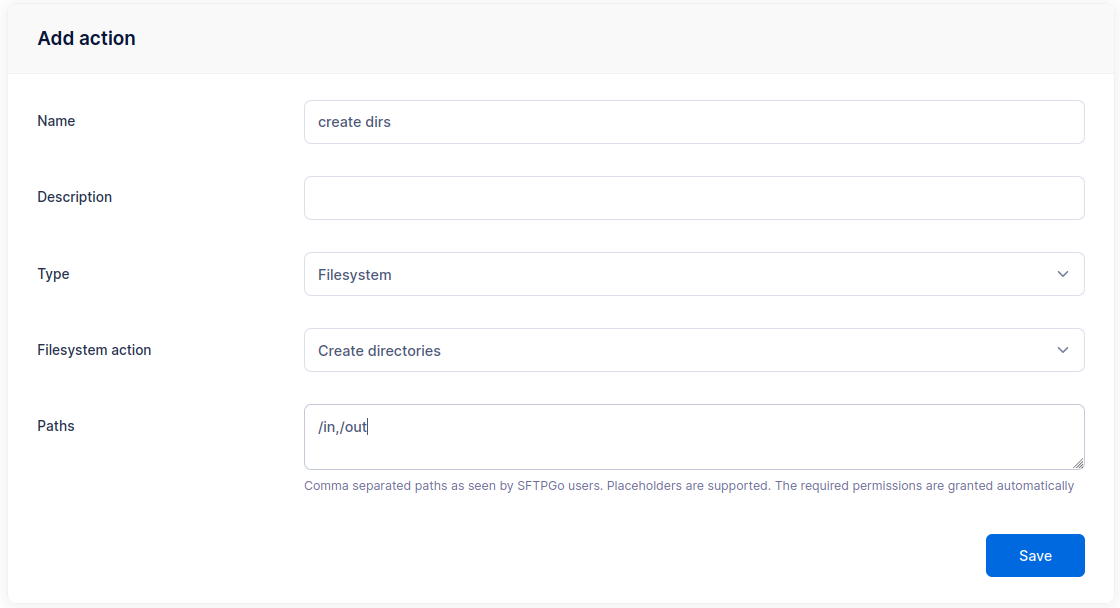 Add action
Name
create dirs
Description
Type
Filesystem
Filesystem action
Create directories
Paths
/in,/out
Comma separated paths as seen by SFTPGo users. Placeholders are supported. The required permissions are granted automatically
Save